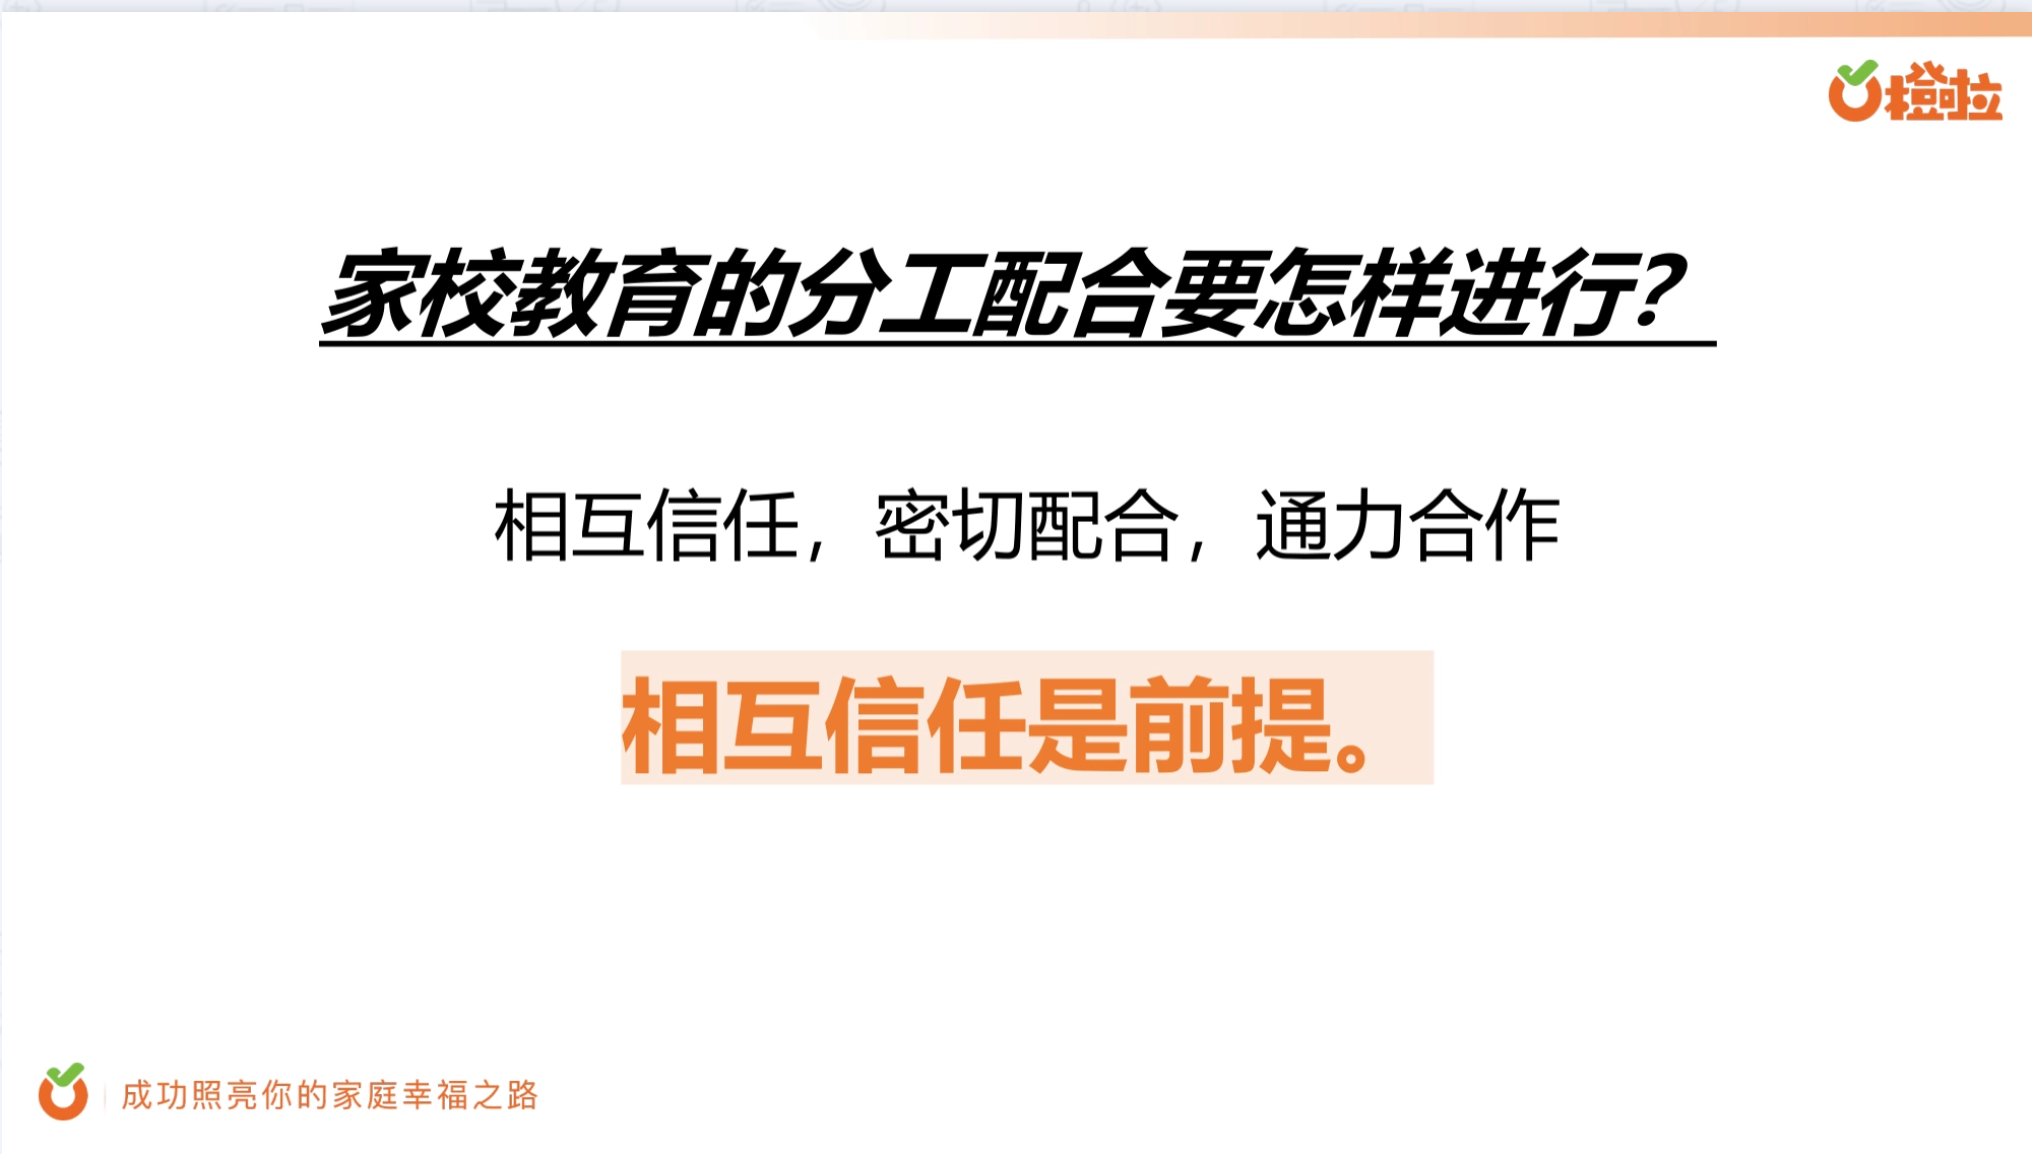 橙啦
家校教育的分工配合要怎样进行？
相互信任，密切配合，通力合作
相互信任是前提。
成功照亮你的家庭幸福之路